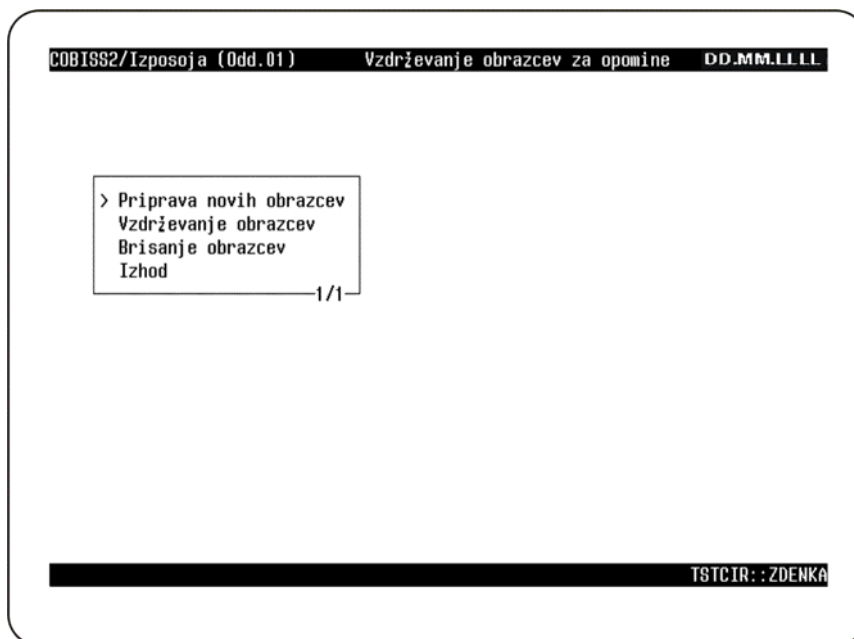 COBISS2/Izposoja (Odd.01) Vzdrževanje obrazcev za opomine DD.MM.LLLL
> Priprava novih obrazcev
Vzdrževanje obrazcev
Brisanje obrazcev
Izhod
1/1
TSTCIR::ZDENKA